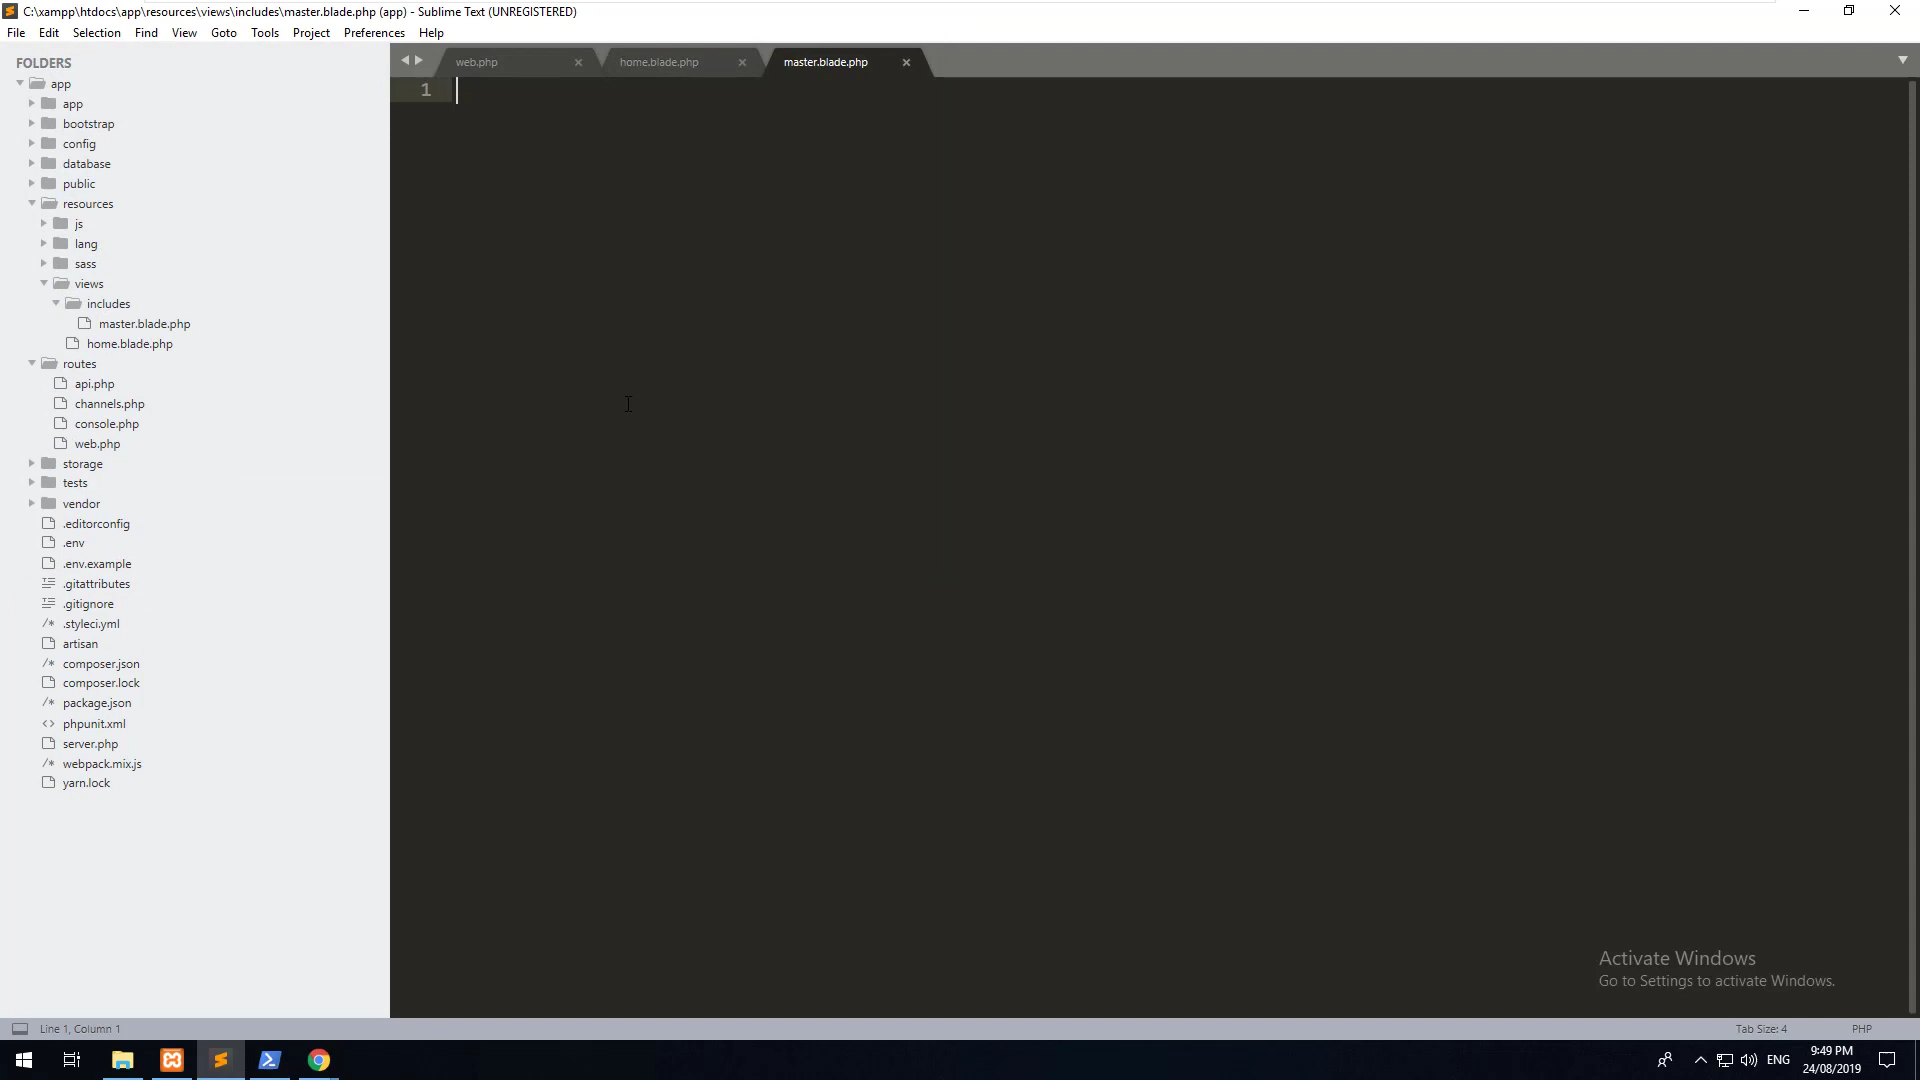 C:\xampp\htdocs\app\resources\views\includes\master.blade.php (app) - Sublime Text (UNREGISTERED)
File Edit Selection Find View Goto Tools Project Preferences Help
FOLDERS
app
app
bootstrap
config
database
public
resources
js
lang
sass
views
includes
master.blade.php
home.blade.php
routes
api.php
channels.php
console.php
web.php
storage
tests
vendor
.editorconfig
.env
.env.example
.gitattributes
.gitignore
.styleci.yml
artisan
composer.json
composer.lock
package.json
phpunit.xml
server.php
webpack.mix.js
yarn.lock
web.php home.blade.php master.blade.php
1
Activate Windows
Go to Settings to activate Windows.
Line 1, Column 1 Tab Size: 4 PHP
ENG 9:49 PM
24/08/2019